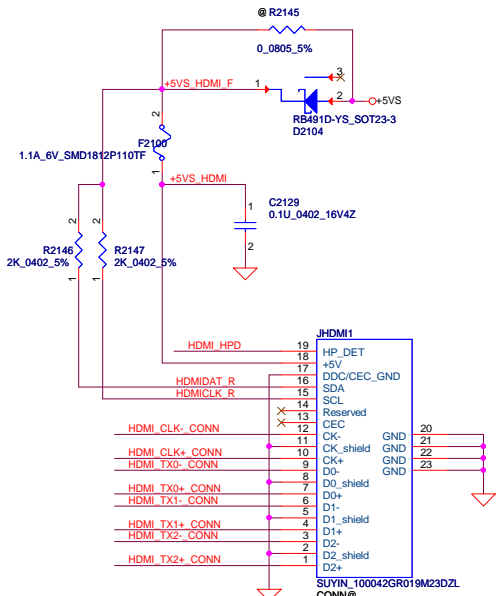 @ R2145
0_0805_5%
+5VS_HDMI_F
1
3
2
+5VS
RB491D-YS_SOT23-3
D2104
2
F2100
1.1A_6V_SMD1812P110TF
1
+5VS_HDMI
C2129
0.1U_0402_16V4Z
1
2
2
2
R2146
2K_0402_5%
R2147
2K_0402_5%
1
1
JHDMI1
HDMI_HPD 19 HP_DET
18 +5V
17 DDC/CEC_GND
HDMIDAT_R 16 SDA
HDMICLK_R 15 SCL
14 Reserved
13 CEC
HDMI_CLK-_CONN 12 CK- GND 20
11 CK_shield GND 21
HDMI_CLK+_CONN 10 CK+ GND 22
HDMI_TX0-_CONN 9 D0- GND 23
8 D0_shield
HDMI_TX0+_CONN 7 D0+
HDMI_TX1-_CONN 6 D1-
5 D1_shield
HDMI_TX1+_CONN 4 D1+
HDMI_TX2-_CONN 3 D2-
2 D2_shield
HDMI_TX2+_CONN 1 D2+
SUYIN_100042GR019M23DZL
CONN@